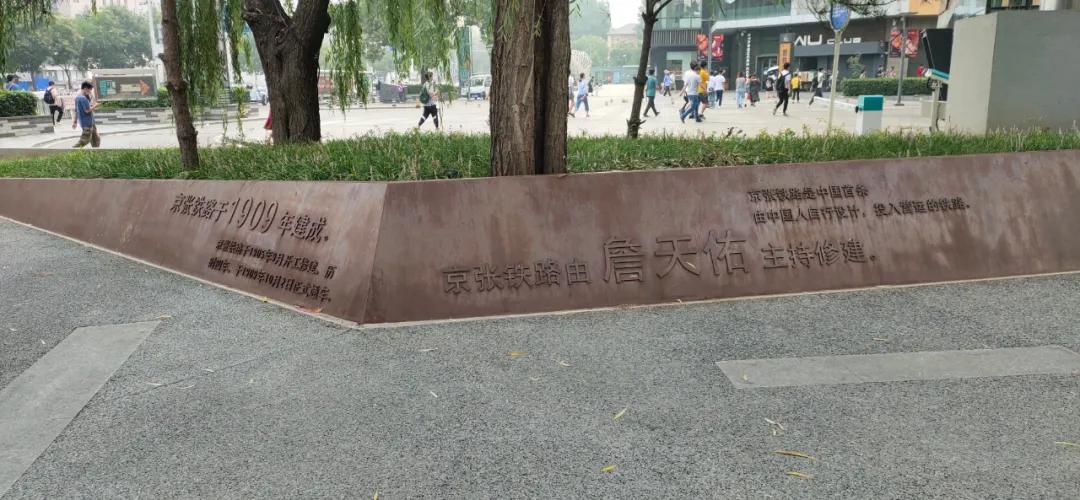 京张铁路于1909年建成。
京张铁路于1905年9月开工修建，历
时四年，于1909年10月2日正式通车。
京张铁路是中国首条
由中国人自行设计，投入营运的铁路。
京张铁路由 詹天佑 主持修建。